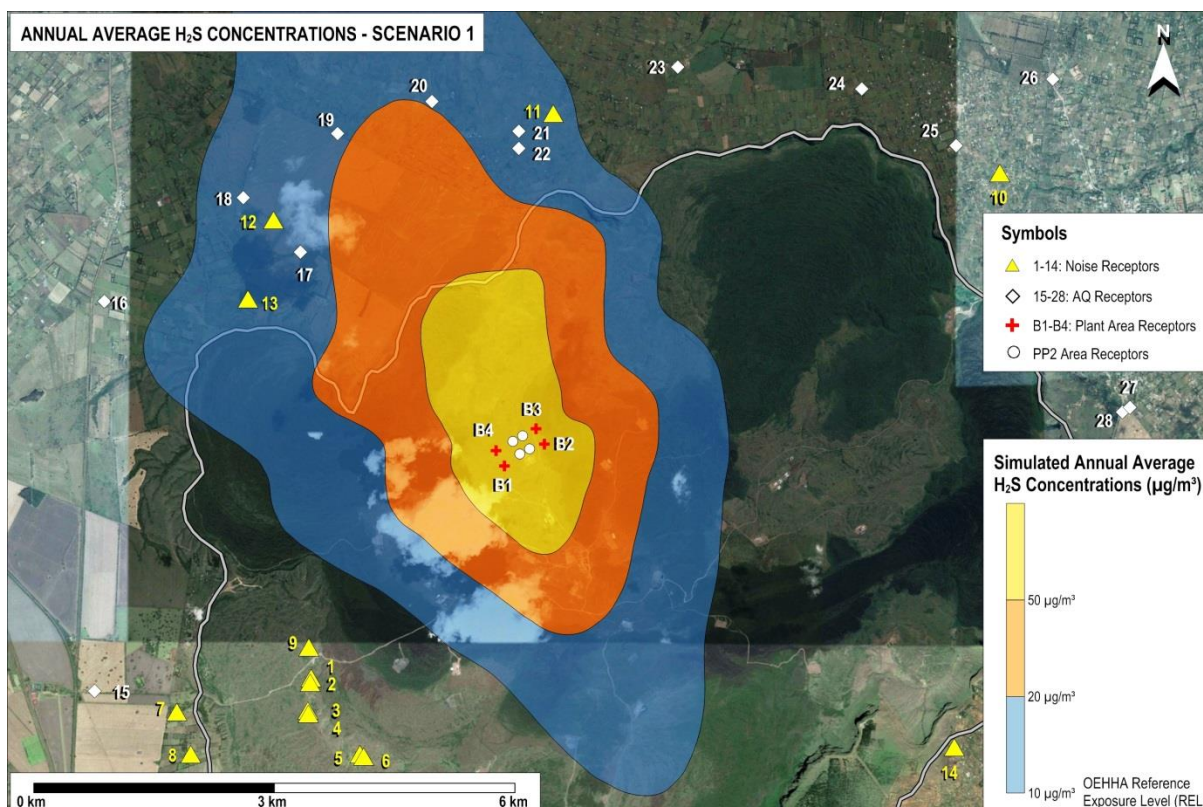 ANNUAL AVERAGE H₂S CONCENTRATIONS - SCENARIO 1
N
23
24
26
20
11
19
21
22
25
10
18
12
17
16
13
Symbols
1-14: Noise Receptors
15-28: AQ Receptors
B1-B4: Plant Area Receptors
PP2 Area Receptors
27
28
B3
B4
B2
B1
Simulated Annual Average
H₂S Concentrations (µg/m³)
50 µg/m³
20 µg/m³
10 µg/m³
OEHHA Reference
Exposure Level (REL
9
1
2
15
7
3
4
8
5
6
14
0 km
3 km
6 km